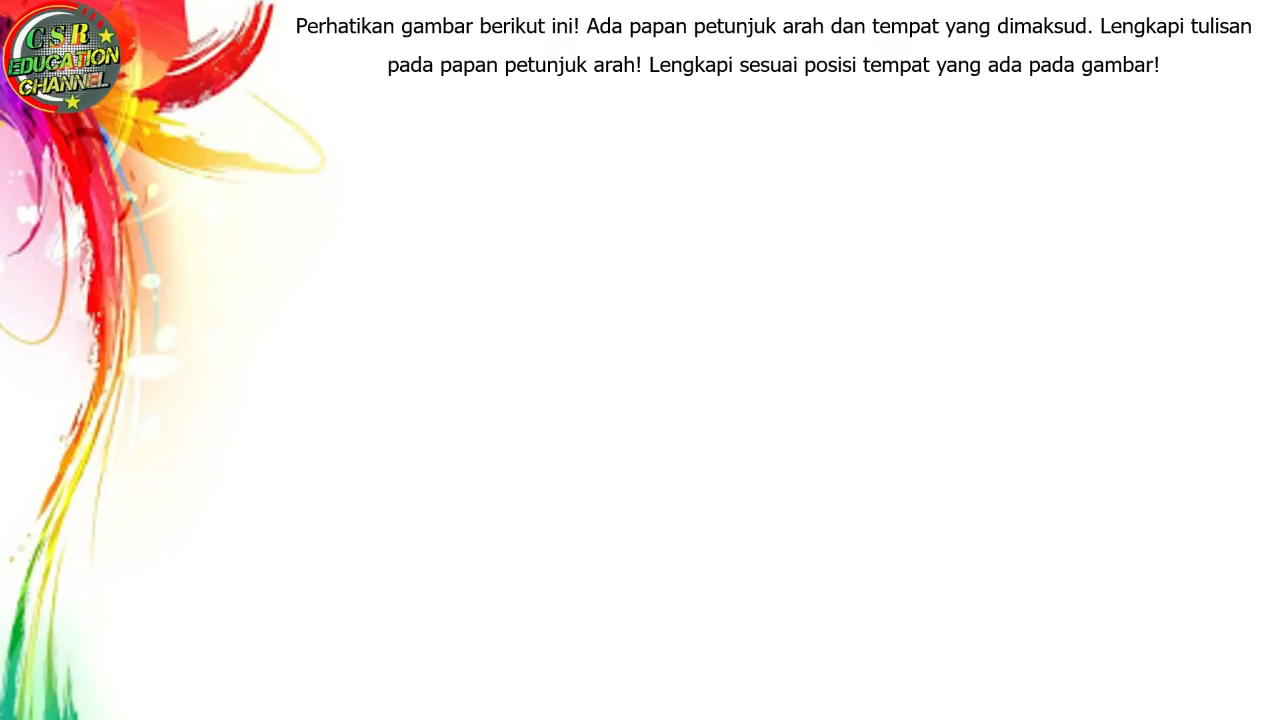 CSR
EDUCATION
CHANNEL
Perhatikan gambar berikut ini! Ada papan petunjuk arah dan tempat yang dimaksud. Lengkapi tulisan
pada papan petunjuk arah! Lengkapi sesuai posisi tempat yang ada pada gambar!